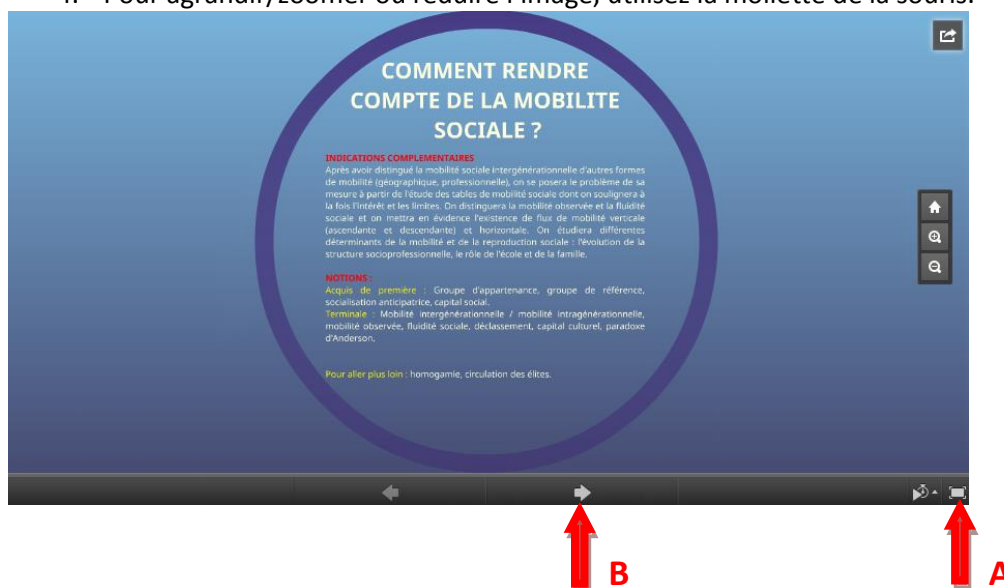 4. Pour agrandir/zoomer ou réduire l'image, utilisez la mollette de la souris.
COMMENT RENDRE
COMPTE DE LA MOBILITE
SOCIALE ?
INDICATIONS COMPLEMENTAIRES
Après avoir distingué la mobilité sociale intergénérationnelle d'autres formes
de mobilité (géographique, professionnelle), on se posera le problème de sa
mesure à partir de l'étude des tables de mobilité sociale dont on soulignera à
la fois l'intérêt et les limites. On distinguera la mobilité observée et la fluidité
sociale et on mettra en évidence l'existence de flux de mobilité verticale
(ascendante et descendante) et horizontale. On étudiera différentes
déterminants de la mobilité et de la reproduction sociale : l'évolution de la
structure socioprofessionnelle, le rôle de l'école et de la famille.
NOTIONS :
Acquis de première : Groupe d'appartenance, groupe de référence,
socialisation anticipatrice, capital social.
Terminale : Mobilité intergénérationnelle / mobilité intragénérationnelle,
mobilité observée, fluidité sociale, déclassement, capital culturel, paradoxe
d'Anderson.
Pour aller plus loin : homogamie, circulation des élites.
B
A